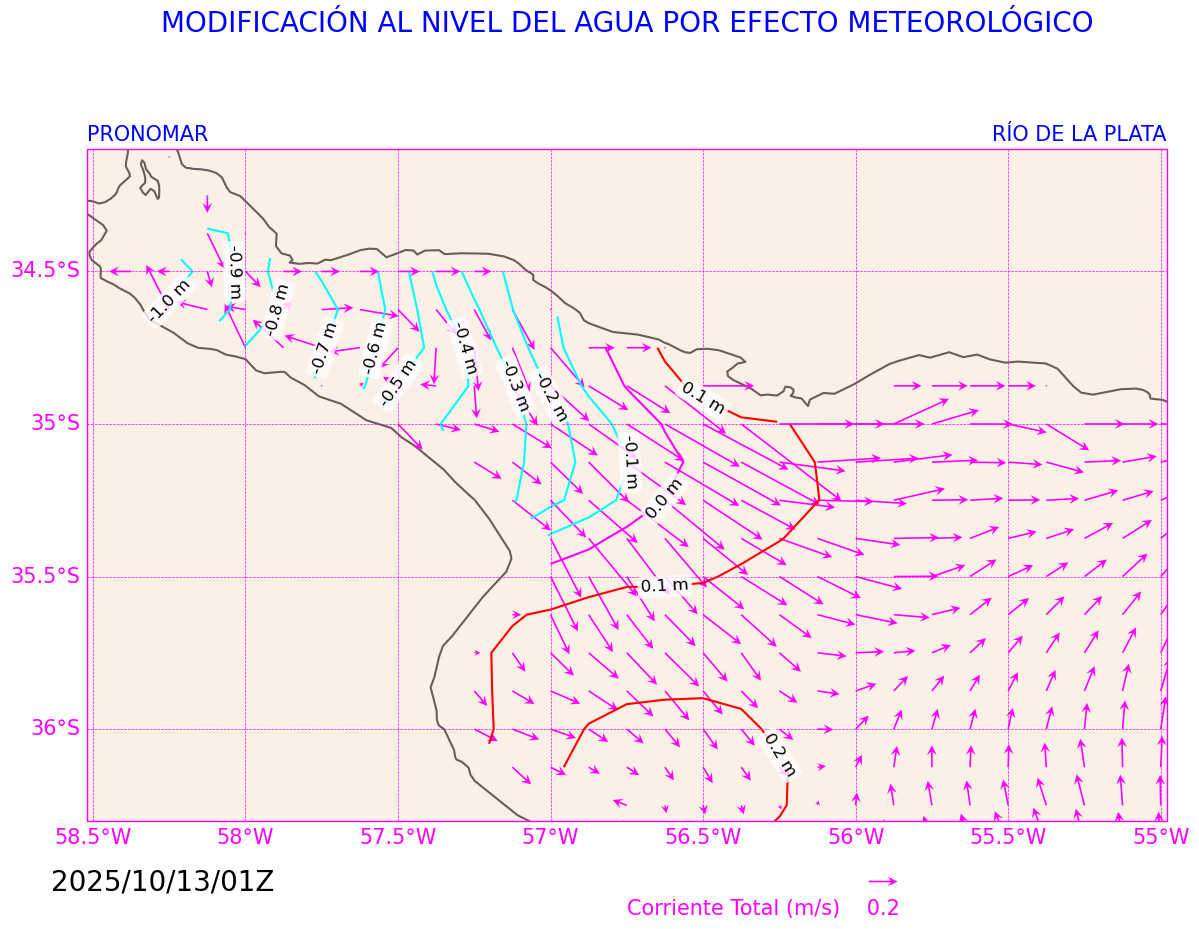 MODIFICACIÓN AL NIVEL DEL AGUA POR EFECTO METEOROLÓGICO
PRONOMAR
RÍO DE LA PLATA
34.5°S
35°S
35.5°S
36°S
-1.0 m
-0.9 m
-0.8 m
-0.7 m
-0.6 m
-0.5 m
-0.4 m
-0.3 m
-0.2 m
-0.1 m
0.0 m
0.1 m
0.1 m
0.2 m
58.5°W
58°W
57.5°W
57°W
56.5°W
56°W
55.5°W
55°W
2025/10/13/01Z
Corriente Total (m/s)
0.2